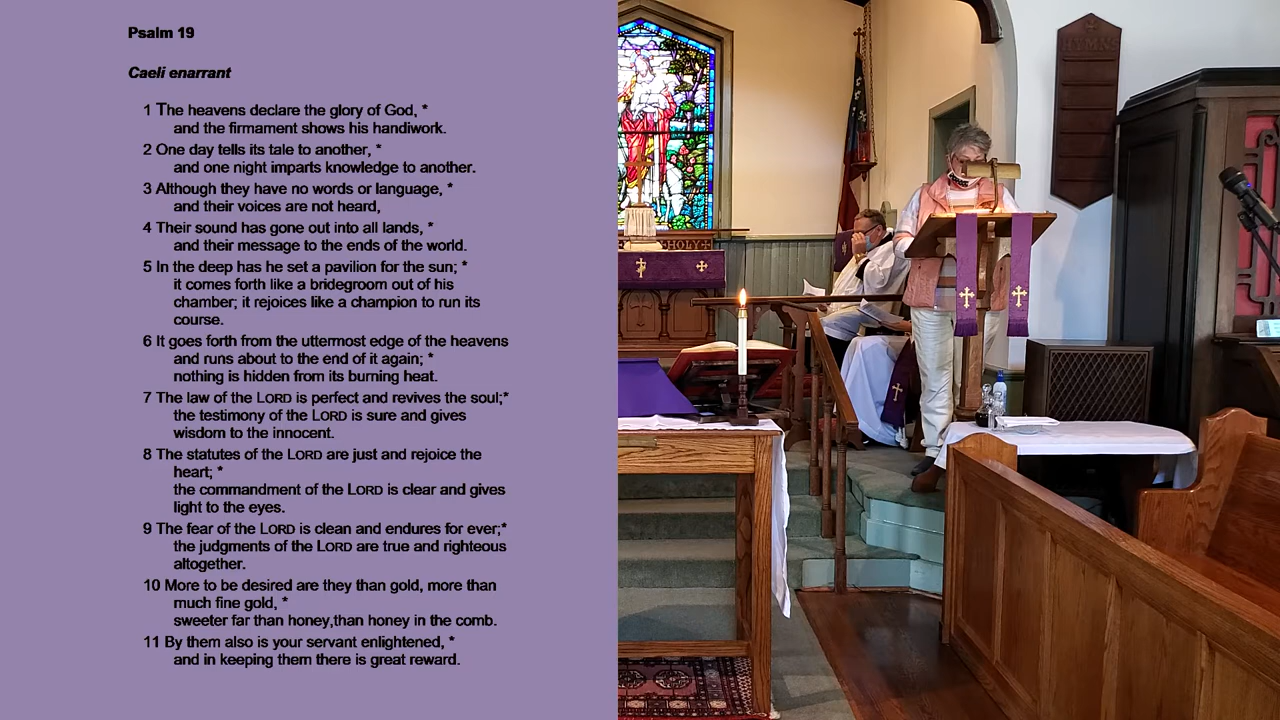 Psalm 19
Caeli enarrant
1 The heavens declare the glory of God, *
and the firmament shows his handiwork.
2 One day tells its tale to another, *
and one night imparts knowledge to another.
3 Although they have no words or language, *
and their voices are not heard,
4 Their sound has gone out into all lands, *
and their message to the ends of the world.
5 In the deep has he set a pavilion for the sun; *
it comes forth like a bridegroom out of his
chamber; it rejoices like a champion to run its
course.
6 It goes forth from the uttermost edge of the heavens
and runs about to the end of it again; *
nothing is hidden from its burning heat.
7 The law of the LORD is perfect and revives the soul;*
the testimony of the LORD is sure and gives
wisdom to the innocent.
8 The statutes of the LORD are just and rejoice the
heart; *
the commandment of the LORD is clear and gives
light to the eyes.
9 The fear of the LORD is clean and endures for ever;*
the judgments of the LORD are true and righteous
altogether.
10 More to be desired are they than gold, more than
much fine gold, *
sweeter far than honey,than honey in the comb.
11 By them also is your servant enlightened, *
and in keeping them there is great reward.
HYMNS
HOLY